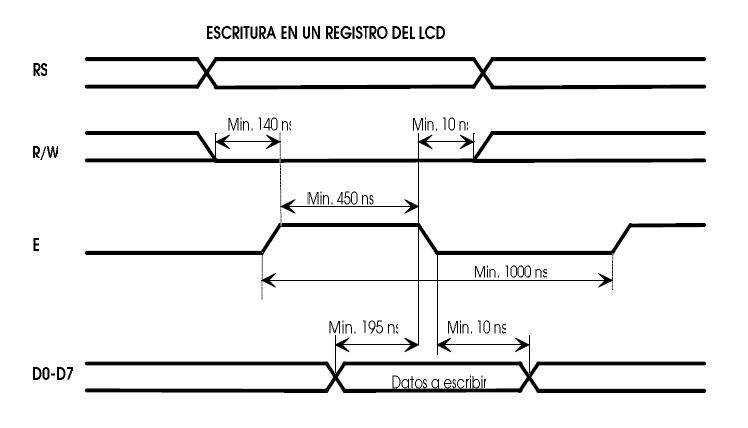 ESCRITURA EN UN REGISTRO DEL LCD
RS
Min. 140 ns
Min. 10 ns
R/W
Min. 450 ns
E
Min. 1000 ns
Min. 195 ns
Min. 10 ns
D0-D7
Datos a escribir